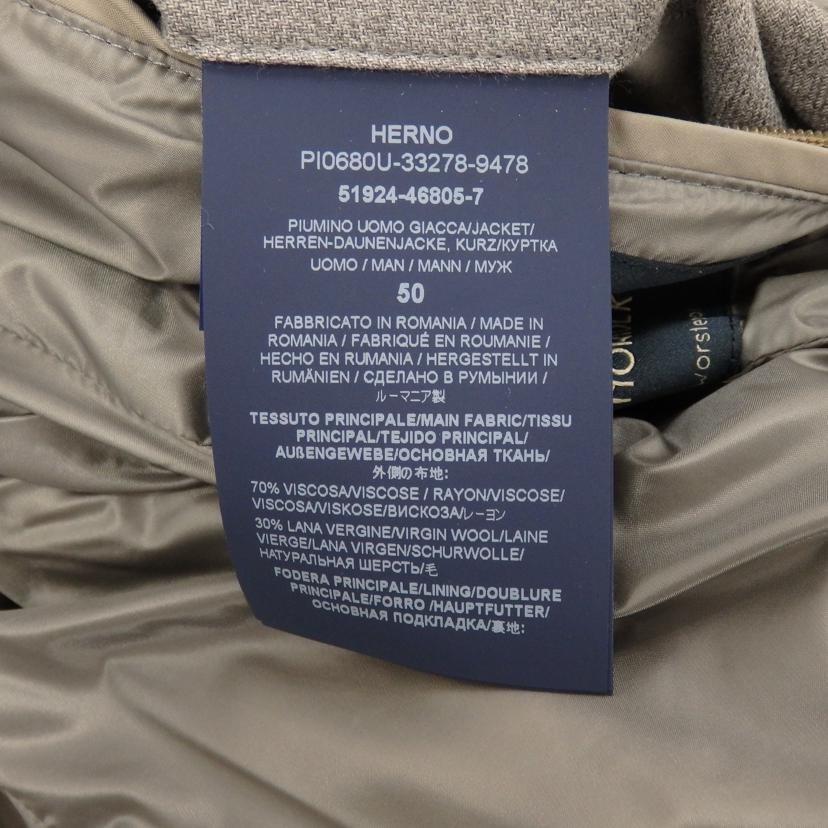 HERNO
PI0680U-33278-9478
51924-46805-7
PIUMINO UOMO GIACCA/JACKET/
HERREN-DAUNENJACKE, KURZ/КУРТКА
UOMO / MAN / MANN / МУЖ
50
FABBRICATO IN ROMANIA / MADE IN
ROMANIA / FABRIQUÉ EN ROUMANIE /
HECHO EN RUMANIA / HERGESTELLT IN
RUMÄNIEN / СДЕЛАНО В РУМЫНИИ /
ルーマニア製
TESSUTO PRINCIPALE/MAIN FABRIC/TISSU
PRINCIPAL/TEJIDO PRINCIPAL/
AUßENGEWEBE/ОСНОВНАЯ ТКАНЬ/
外側の布地:
70% VISCOSA/VISCOSE / RAYON/VISCOSE/
VISCOSA/VISKOSE/ВИСКОЗА/レーヨン
30% LANA VERGINE/VIRGIN WOOL/LAINE
VIERGE/LANA VIRGEN/SCHURWOLLE/
НАТУРАЛЬНАЯ ШЕРСТЬ/毛
FODERA PRINCIPALE/LINING/DOUBLURE
PRINCIPALE/FORRO /HAUPTFUTTER/
ОСНОВНАЯ ПОДКЛАДКА/裏地: